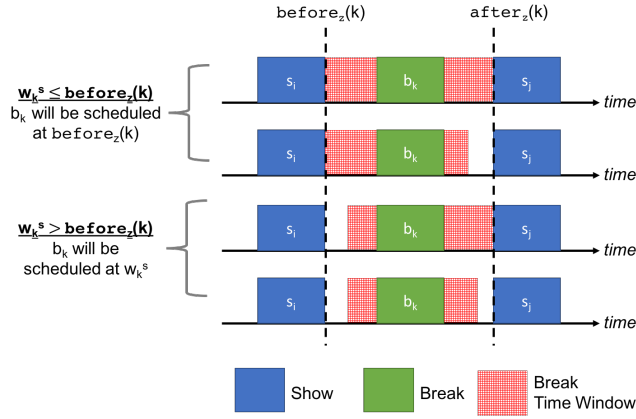 before_z(k) after_z(k)
w_k^s ≤ before_z(k)
b_k will be scheduled
at before_z(k)
s_i b_k s_j
time
s_i b_k s_j
time
w_k^s > before_z(k)
b_k will be
scheduled at w_k^s
s_i b_k s_j
time
s_i b_k s_j
time
Show
Break
Break
Time Window